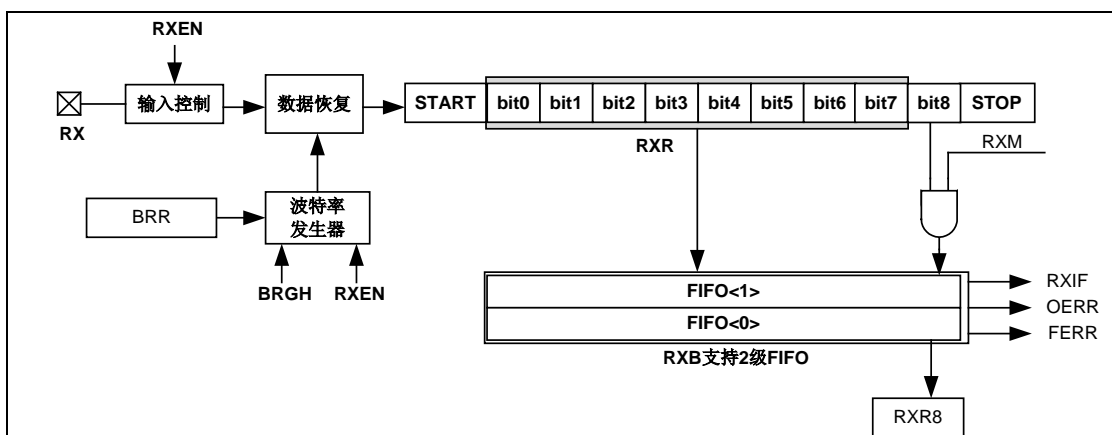 RXEN
输入控制
数据恢复
START bit0 bit1 bit2 bit3 bit4 bit5 bit6 bit7 bit8 STOP
RX
RXR
RXM
BRR
波特率
发生器
BRGH RXEN
FIFO<1>
FIFO<0>
RXIF
OERR
FERR
RXB支持2级FIFO
RXR8